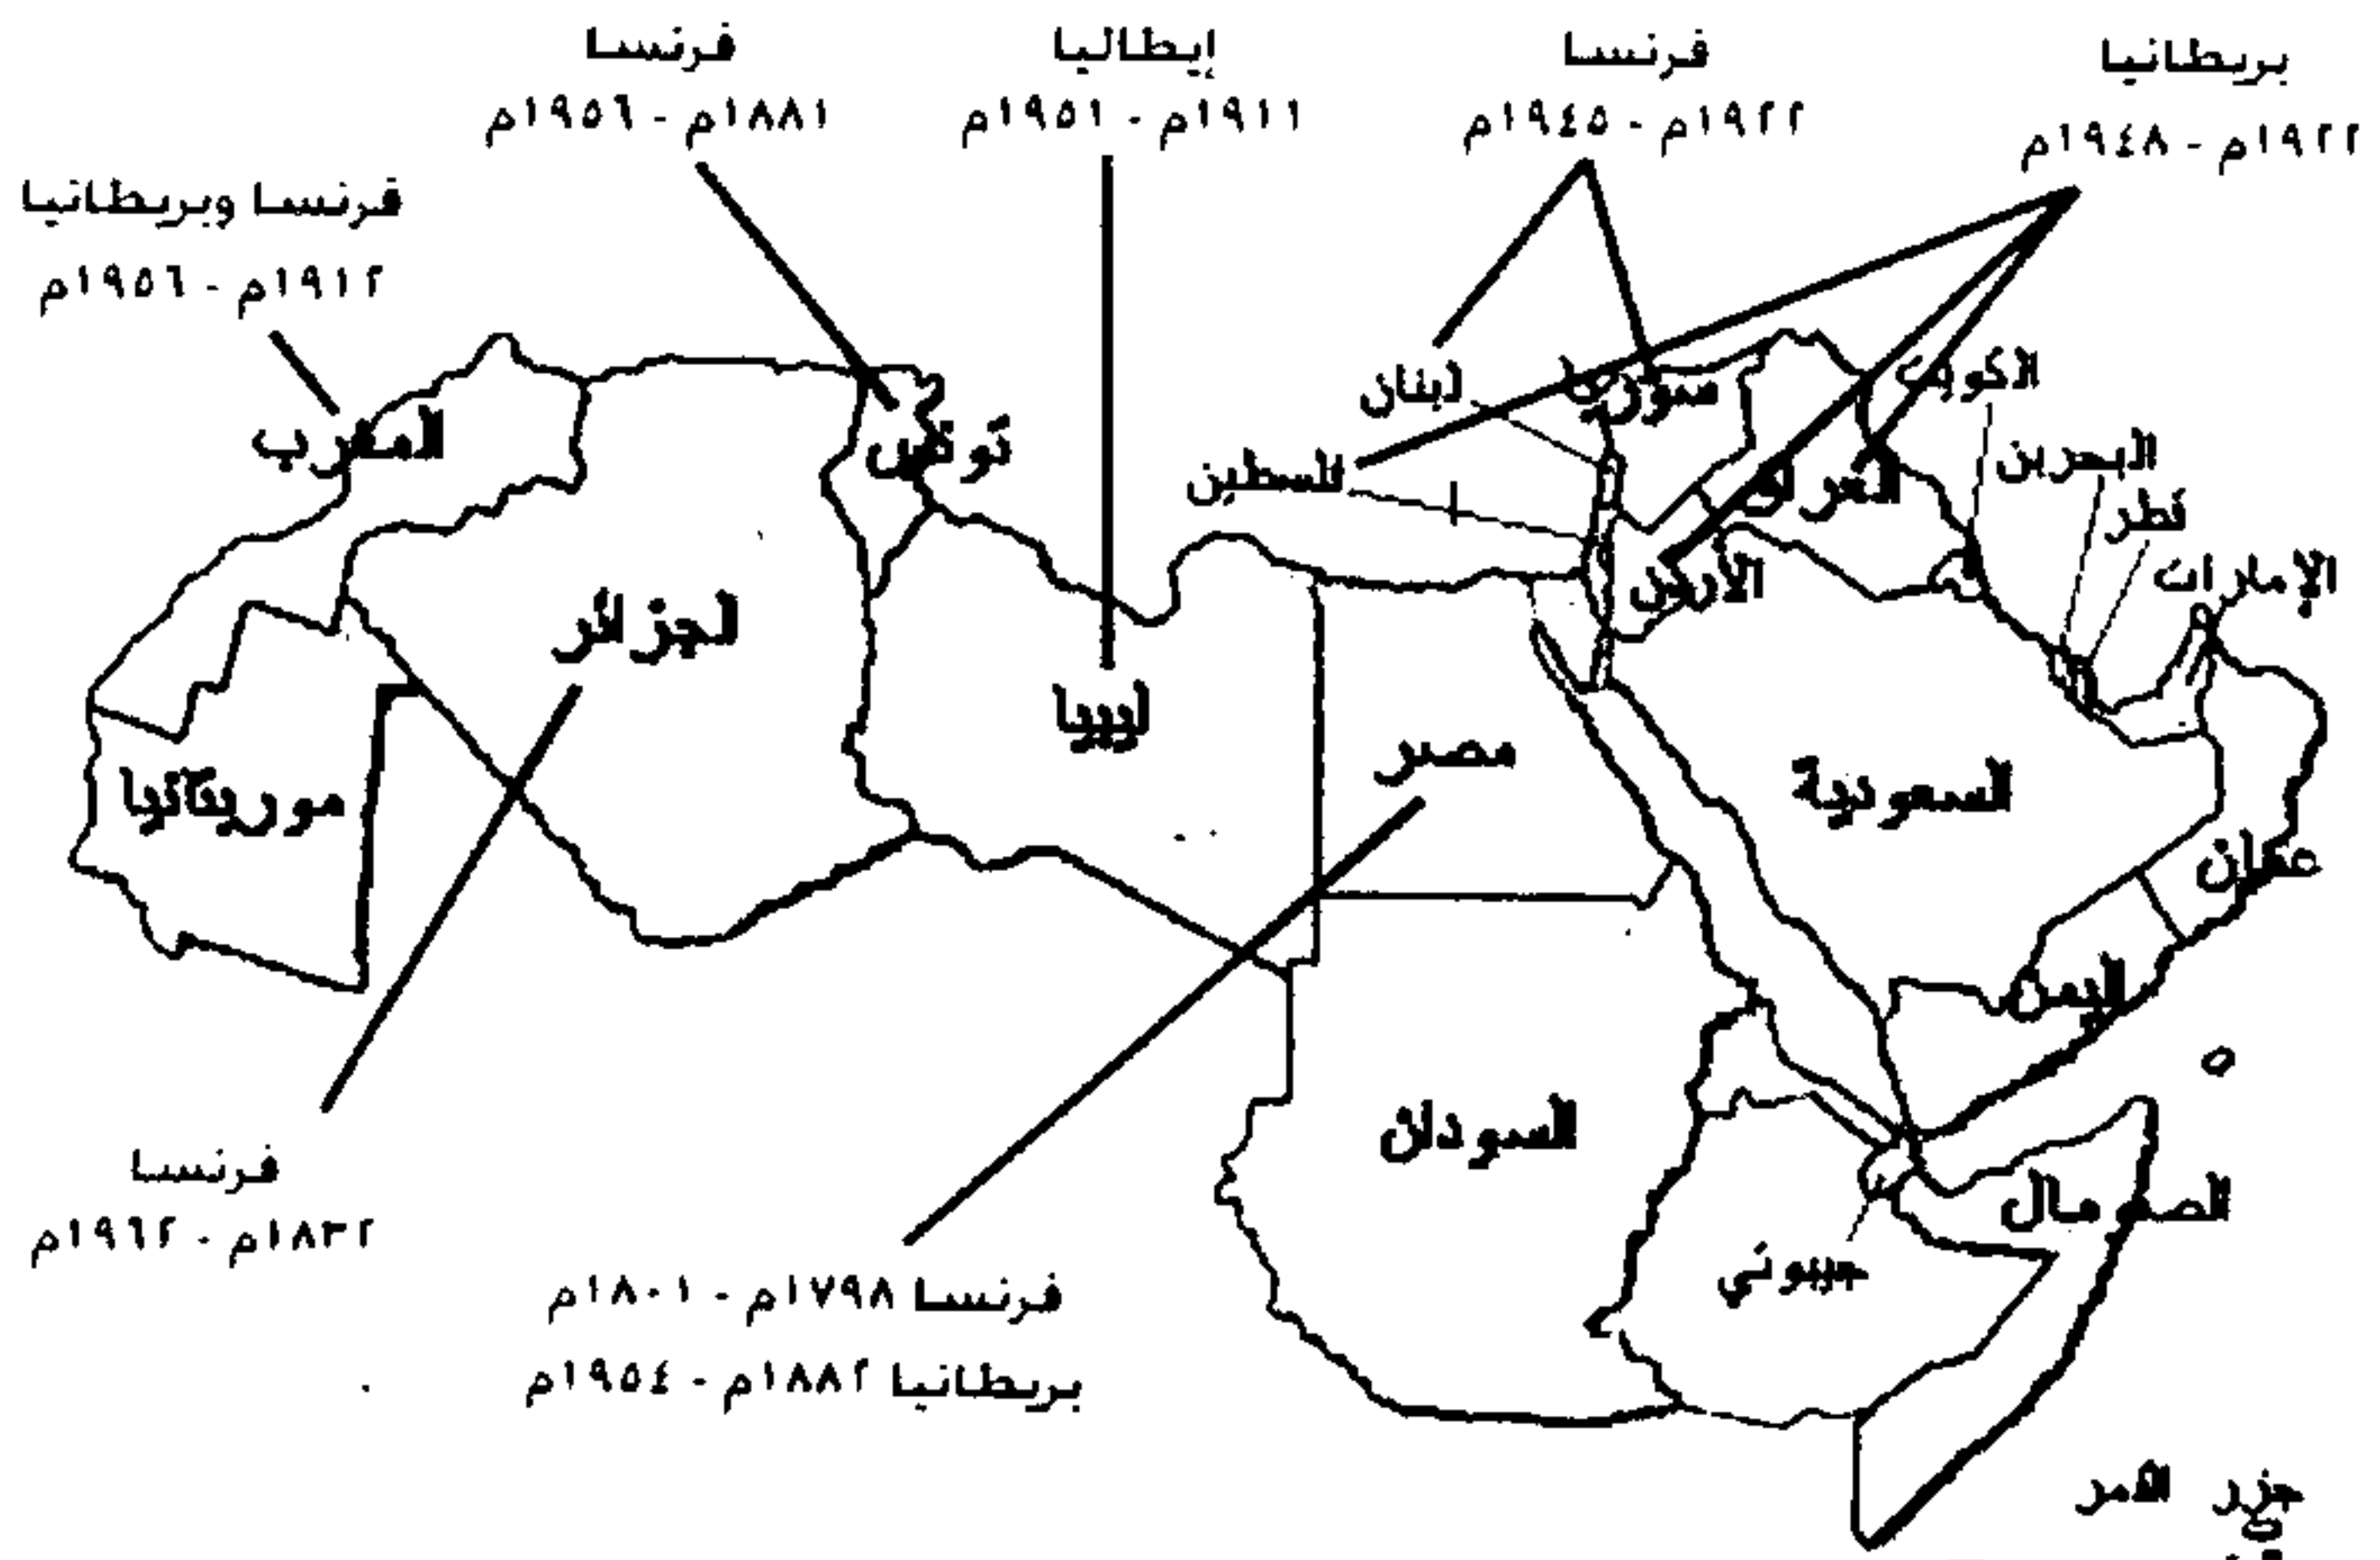 بريطانيا
١٩٢٢م - ١٩٤٨م
فرنسا
١٩٢٢م - ١٩٤٥م
إيطاليا
١٩١١م - ١٩٥١م
فرنسا
١٨٨١م - ١٩٥٦م
فرنسا وبريطانيا
١٩١٢م - ١٩٥٦م
الكويت
سوريا
لبنان
المغرب
تونس
البحرين
العراق
فلسطين
قطر
الإمارات
الأردن
الجزائر
ليبيا
مصر
السعودية
موريتانيا
عمان
اليمن
السودان
الصومال
جيبوتي
فرنسا
١٨٣٢م - ١٩٦٢م
فرنسا ١٧٩٨م - ١٨٠١م
بريطانيا ١٨٨٢م - ١٩٥٤م
جزر القمر